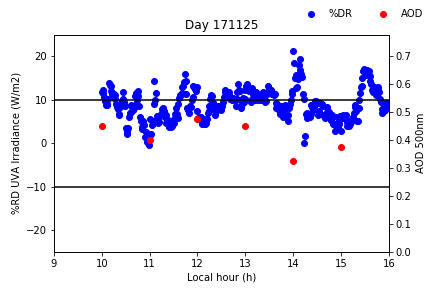 %DR
AOD
Day 171125
%RD UVA Irradiance (W/m2)
20
10
0
−10
−20
0.7
0.6
0.5
0.4
0.3
0.2
0.1
0.0
AOD 500nm
9 10 11 12 13 14 15 16
Local hour (h)